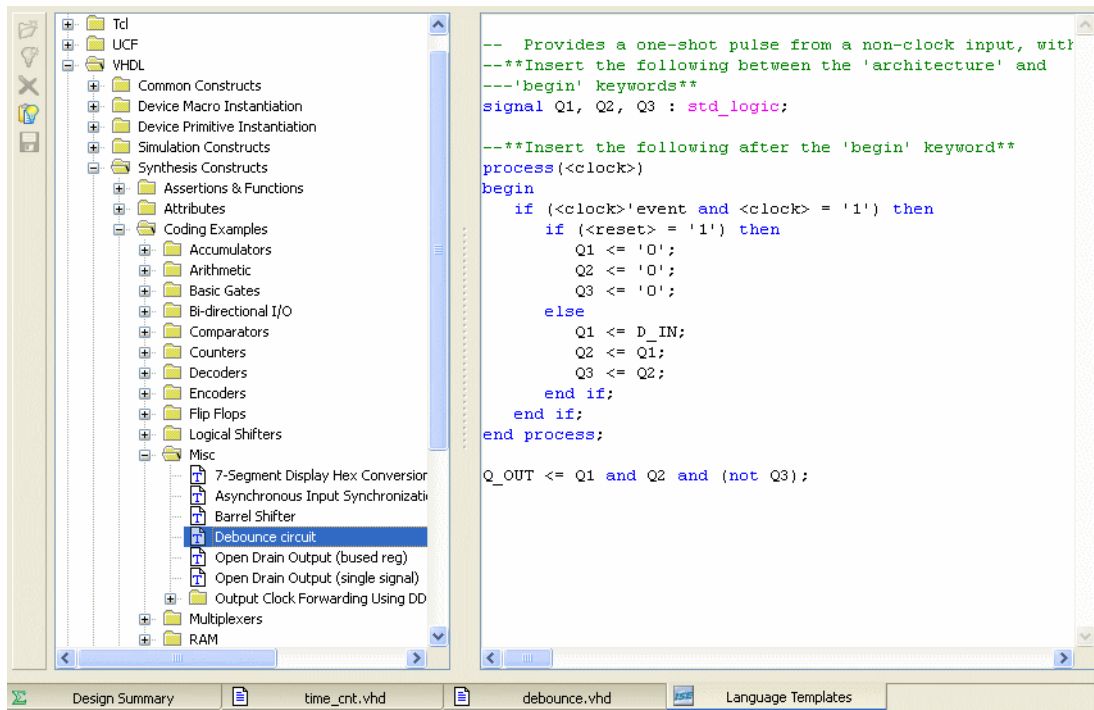 Tcl
UCF
VHDL
Common Constructs
Device Macro Instantiation
Device Primitive Instantiation
Simulation Constructs
Synthesis Constructs
Assertions & Functions
Attributes
Coding Examples
Accumulators
Arithmetic
Basic Gates
Bi-directional I/O
Comparators
Counters
Decoders
Encoders
Flip Flops
Logical Shifters
Misc
7-Segment Display Hex Conversion
Asynchronous Input Synchronizati
Barrel Shifter
Debounce circuit
Open Drain Output (bused reg)
Open Drain Output (single signal)
Output Clock Forwarding Using DD
Multiplexers
RAM
--  Provides a one-shot pulse from a non-clock input, with
--**Insert the following between the 'architecture' and
---'begin' keywords**
signal Q1, Q2, Q3 : std_logic;
--**Insert the following after the 'begin' keyword**
process(<clock>)
begin
   if (<clock>'event and <clock> = '1') then
      if (<reset> = '1') then
         Q1 <= '0';
         Q2 <= '0';
         Q3 <= '0';
      else
         Q1 <= D_IN;
         Q2 <= Q1;
         Q3 <= Q2;
      end if;
   end if;
end process;
Q_OUT <= Q1 and Q2 and (not Q3);
Σ Design Summary
time_cnt.vhd
debounce.vhd
ISE Language Templates